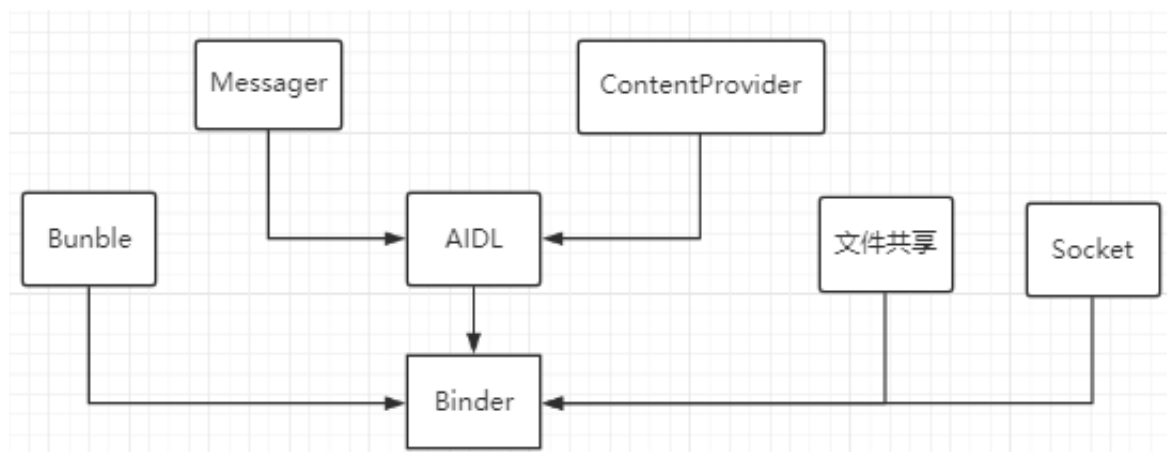 Messager
ContentProvider
Bunble
AIDL
文件共享
Socket
Binder